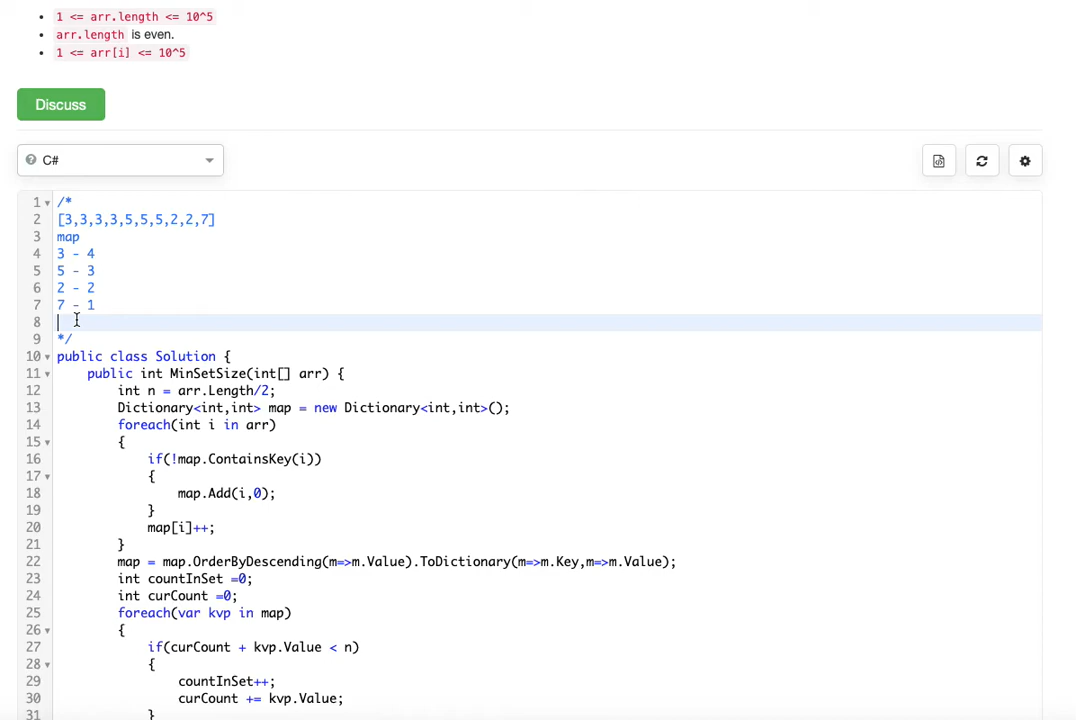 1 <= arr.length <= 10^5
arr.length is even.
1 <= arr[i] <= 10^5
Discuss
C#
1 /*
2 [3,3,3,3,5,5,5,2,2,7]
3 map
4 3 - 4
5 5 - 3
6 2 - 2
7 7 - 1
8
9 */
10 public class Solution {
11 public int MinSetSize(int[] arr) {
12 int n = arr.Length/2;
13 Dictionary<int,int> map = new Dictionary<int,int>();
14 foreach(int i in arr)
15 {
16 if(!map.ContainsKey(i))
17 {
18 map.Add(i,0);
19 }
20 map[i]++;
21 }
22 map = map.OrderByDescending(m=>m.Value).ToDictionary(m=>m.Key,m=>m.Value);
23 int countInSet =0;
24 int curCount =0;
25 foreach(var kvp in map)
26 {
27 if(curCount + kvp.Value < n)
28 {
29 countInSet++;
30 curCount += kvp.Value;
31 }